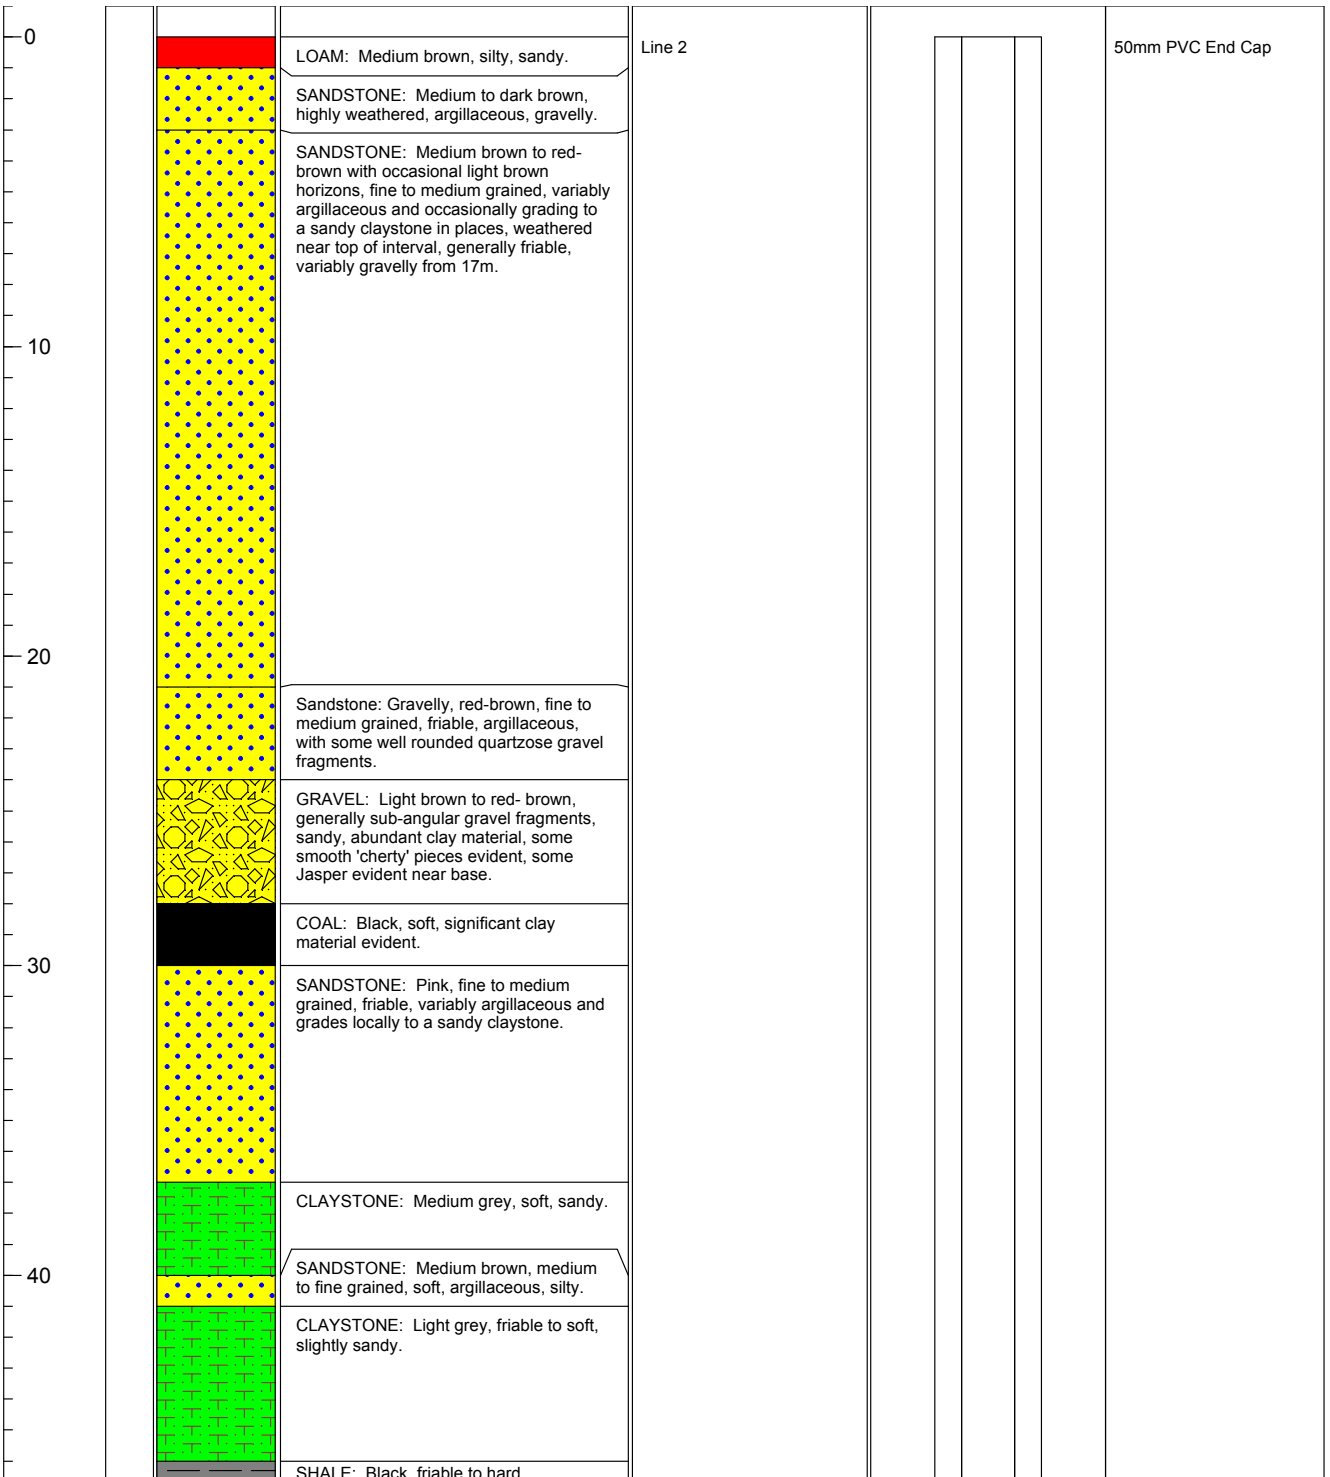 0
LOAM: Medium brown, silty, sandy.
Line 2
50mm PVC End Cap
SANDSTONE: Medium to dark brown,
highly weathered, argillaceous, gravelly.
SANDSTONE: Medium brown to red-
brown with occasional light brown
horizons, fine to medium grained, variably
argillaceous and occasionally grading to
a sandy claystone in places, weathered
near top of interval, generally friable,
variably gravelly from 17m.
10
20
Sandstone: Gravelly, red-brown, fine to
medium grained, friable, argillaceous,
with some well rounded quartzose gravel
fragments.
GRAVEL: Light brown to red- brown,
generally sub-angular gravel fragments,
sandy, abundant clay material, some
smooth 'cherty' pieces evident, some
Jasper evident near base.
COAL: Black, soft, significant clay
material evident.
30
SANDSTONE: Pink, fine to medium
grained, friable, variably argillaceous and
grades locally to a sandy claystone.
CLAYSTONE: Medium grey, soft, sandy.
40
SANDSTONE: Medium brown, medium
to fine grained, soft, argillaceous, silty.
CLAYSTONE: Light grey, friable to soft,
slightly sandy.
SHALE: Black, friable to hard